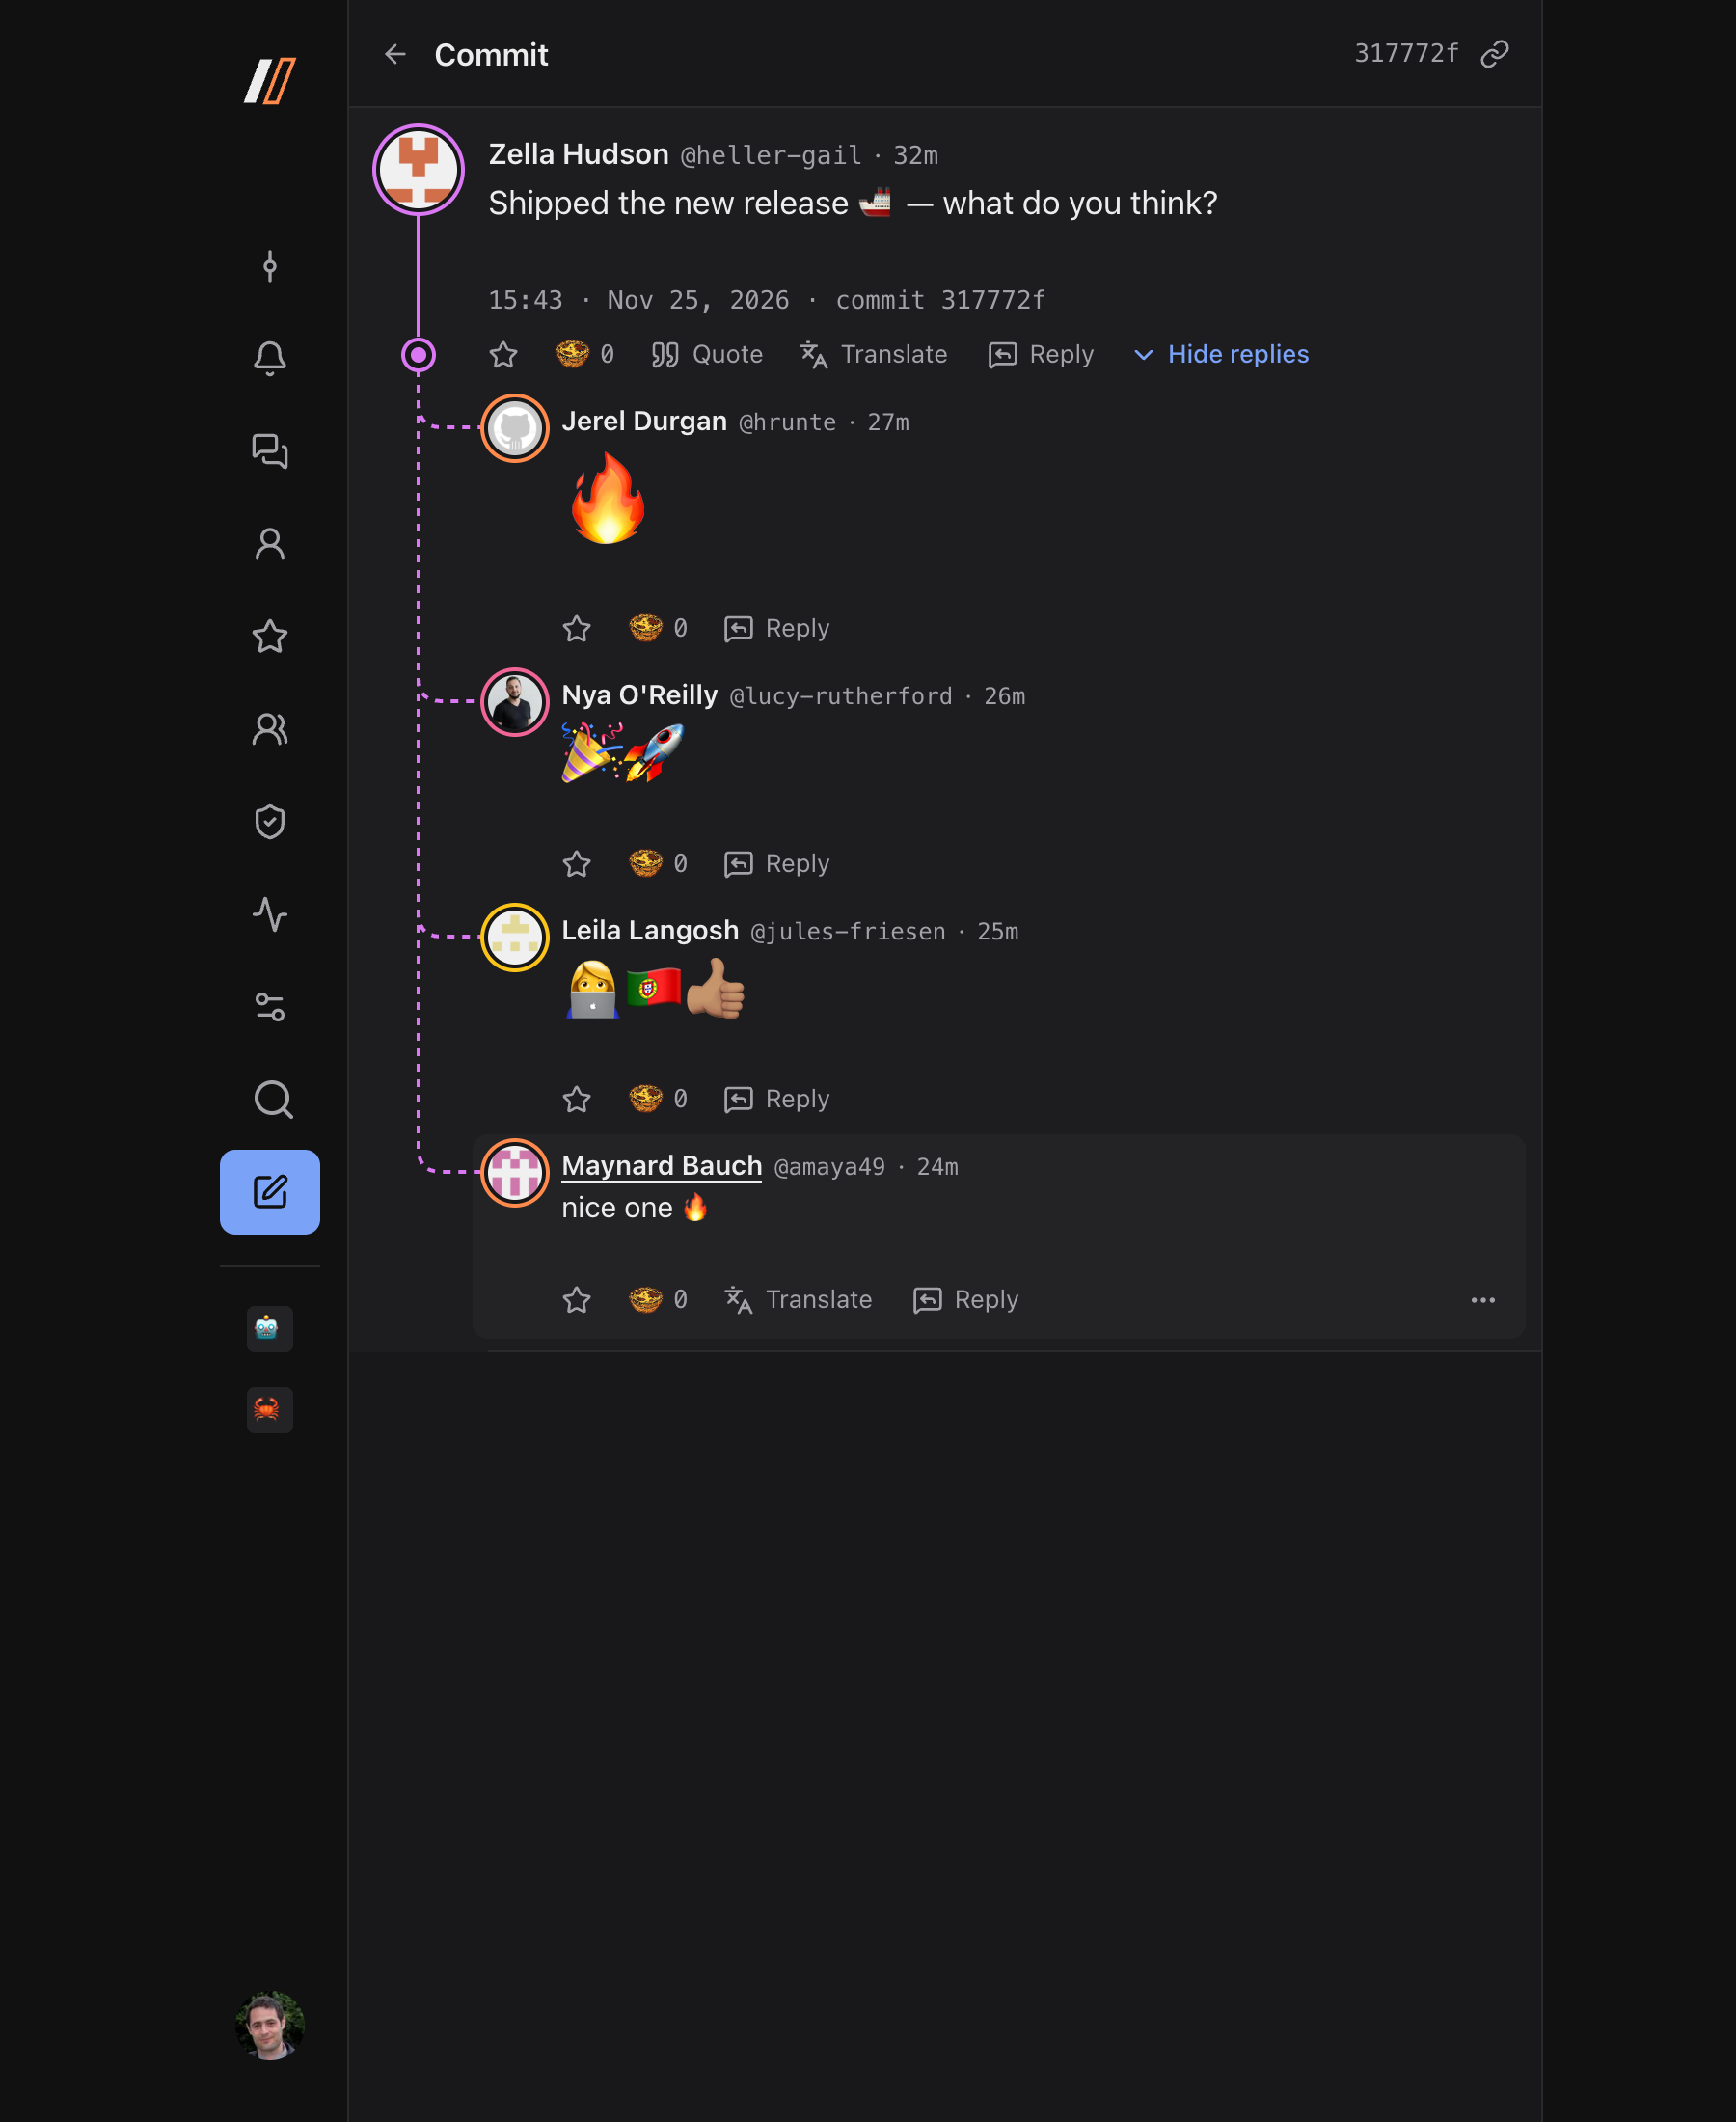 Commit
317772f
Zella Hudson @heller-gail · 32m
Shipped the new release 🚢 — what do you think?
15:43 · Nov 25, 2026 · commit 317772f
0 Quote Translate Reply Hide replies
Jerel Durgan @hrunte · 27m
🔥
0 Reply
Nya O'Reilly @lucy-rutherford · 26m
🎉🚀
0 Reply
Leila Langosh @jules-friesen · 25m
👩‍💻🇵🇹👍🏽
0 Reply
Maynard Bauch @amaya49 · 24m
nice one 🔥
0 Translate Reply